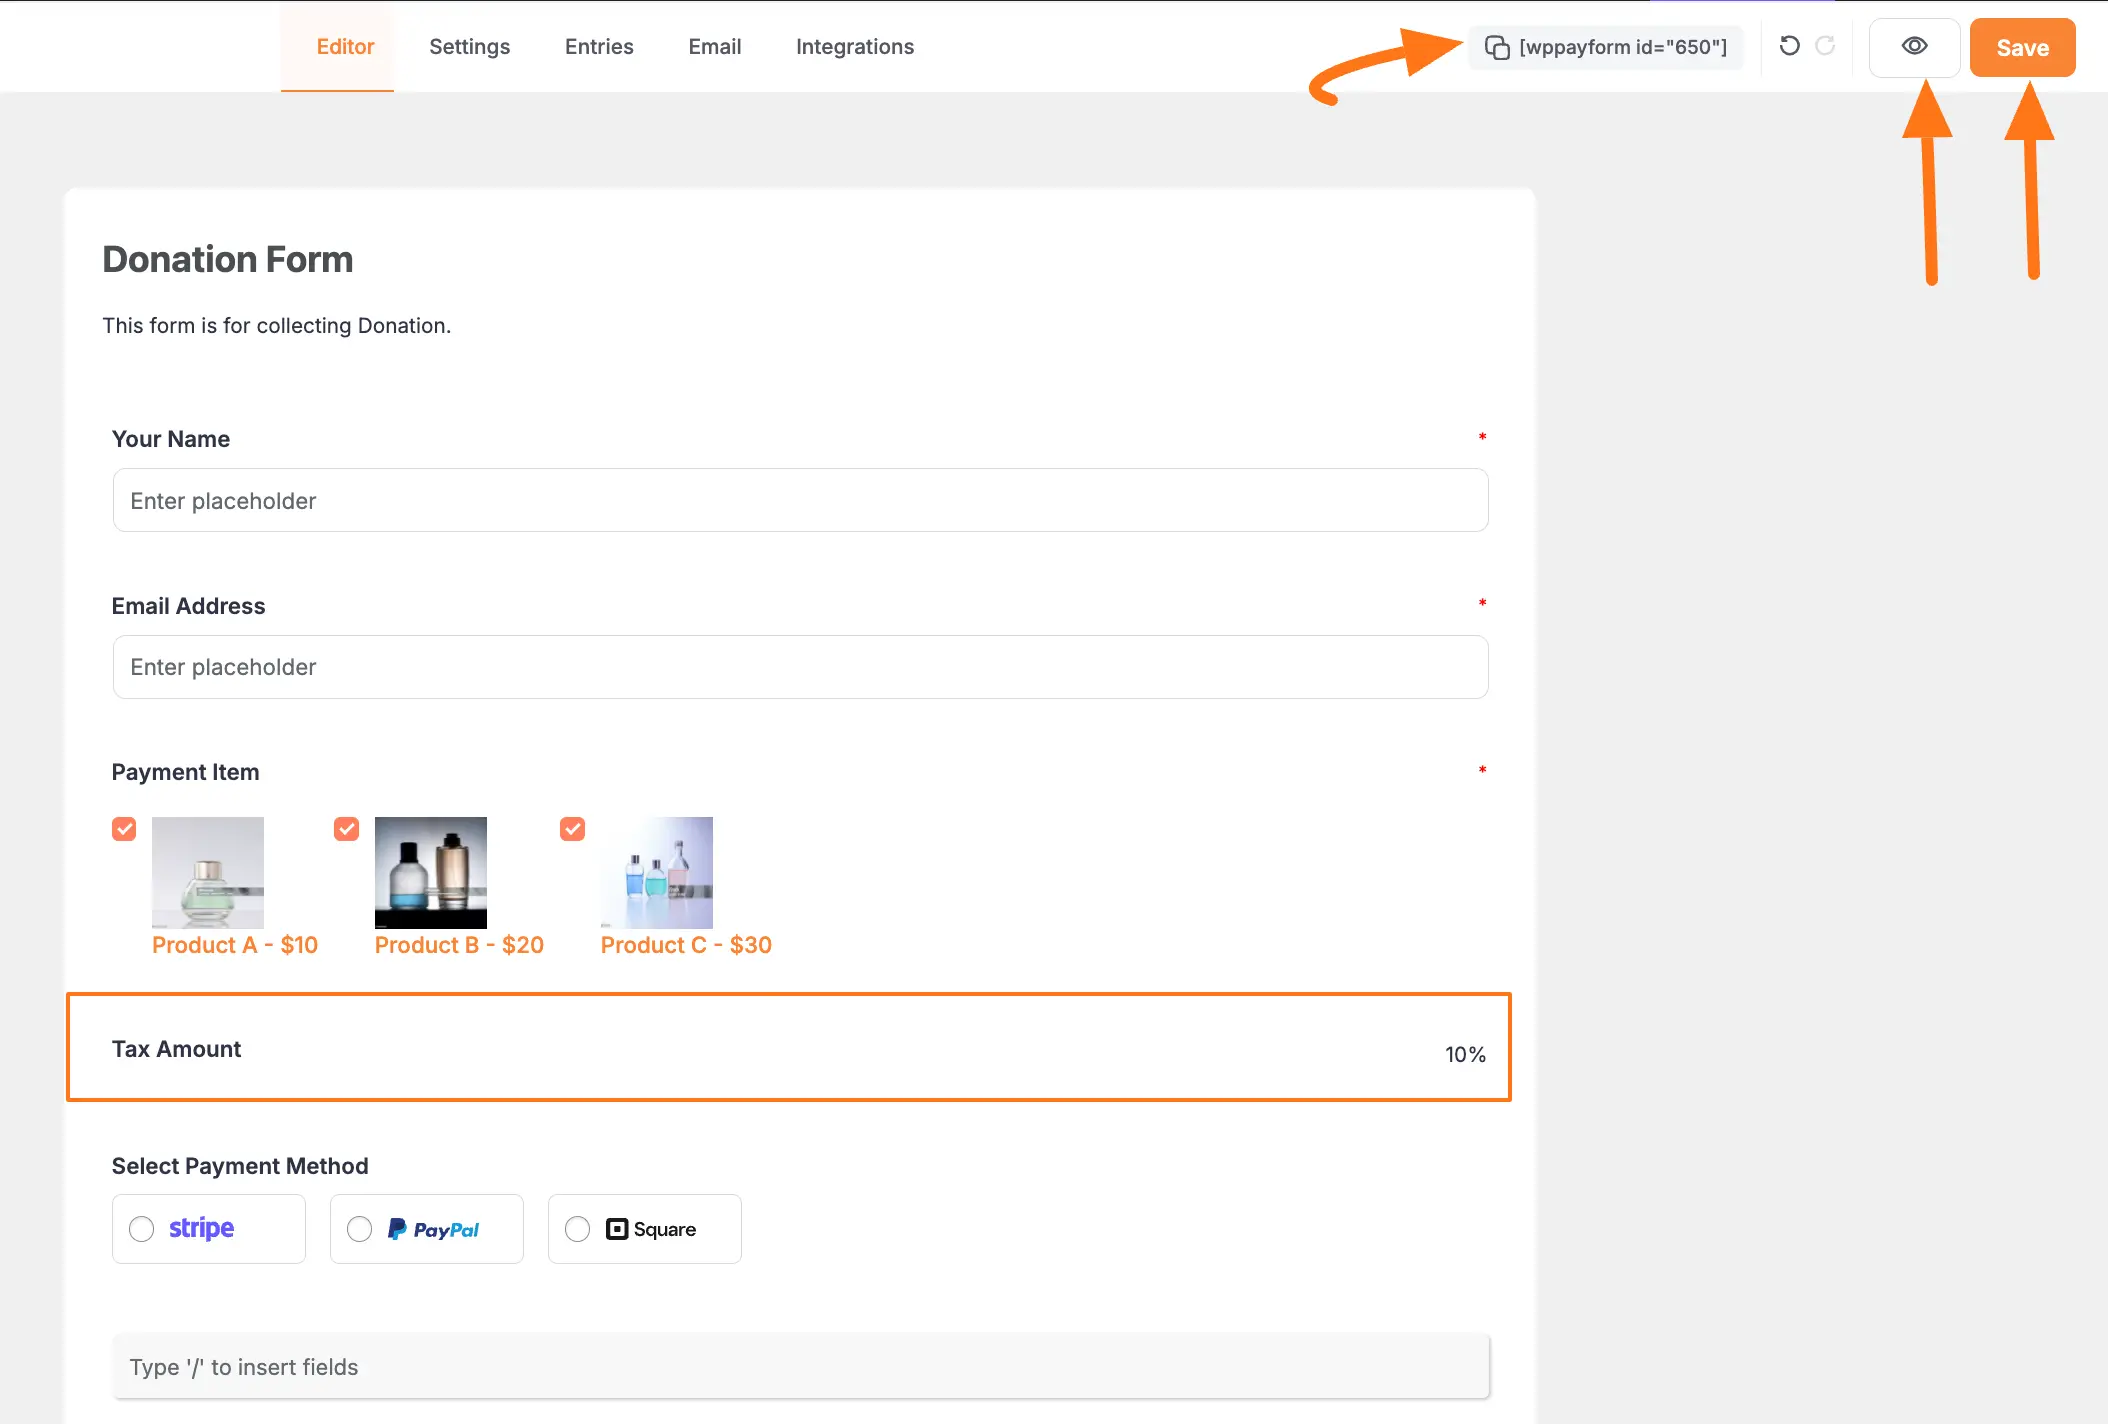 Editor Settings Entries Email Integrations [wppayform id="650"] Save
Donation Form
This form is for collecting Donation.
Your Name *
Enter placeholder
Email Address *
Enter placeholder
Payment Item *
Product A - $10 Product B - $20 Product C - $30
Tax Amount 10%
Select Payment Method
stripe PayPal Square
Type '/' to insert fields